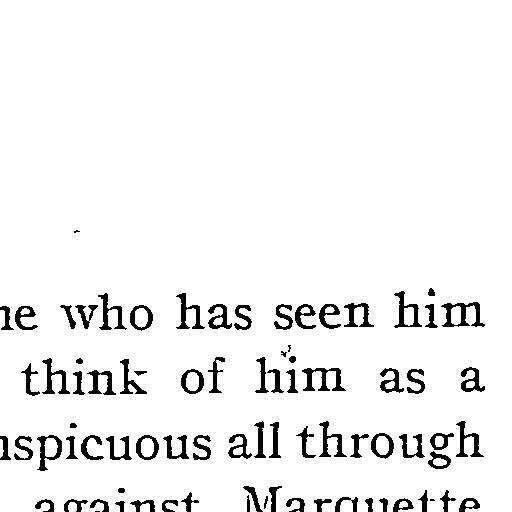 ne who has seen him
think of him as a
nspicuous all through
against Marquette